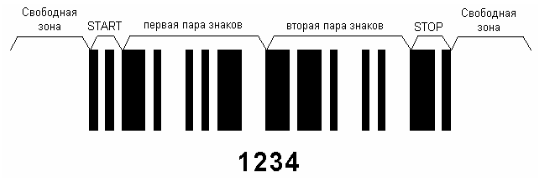 Свободная зона
START
первая пара знаков
вторая пара знаков
STOP
Свободная зона
1234